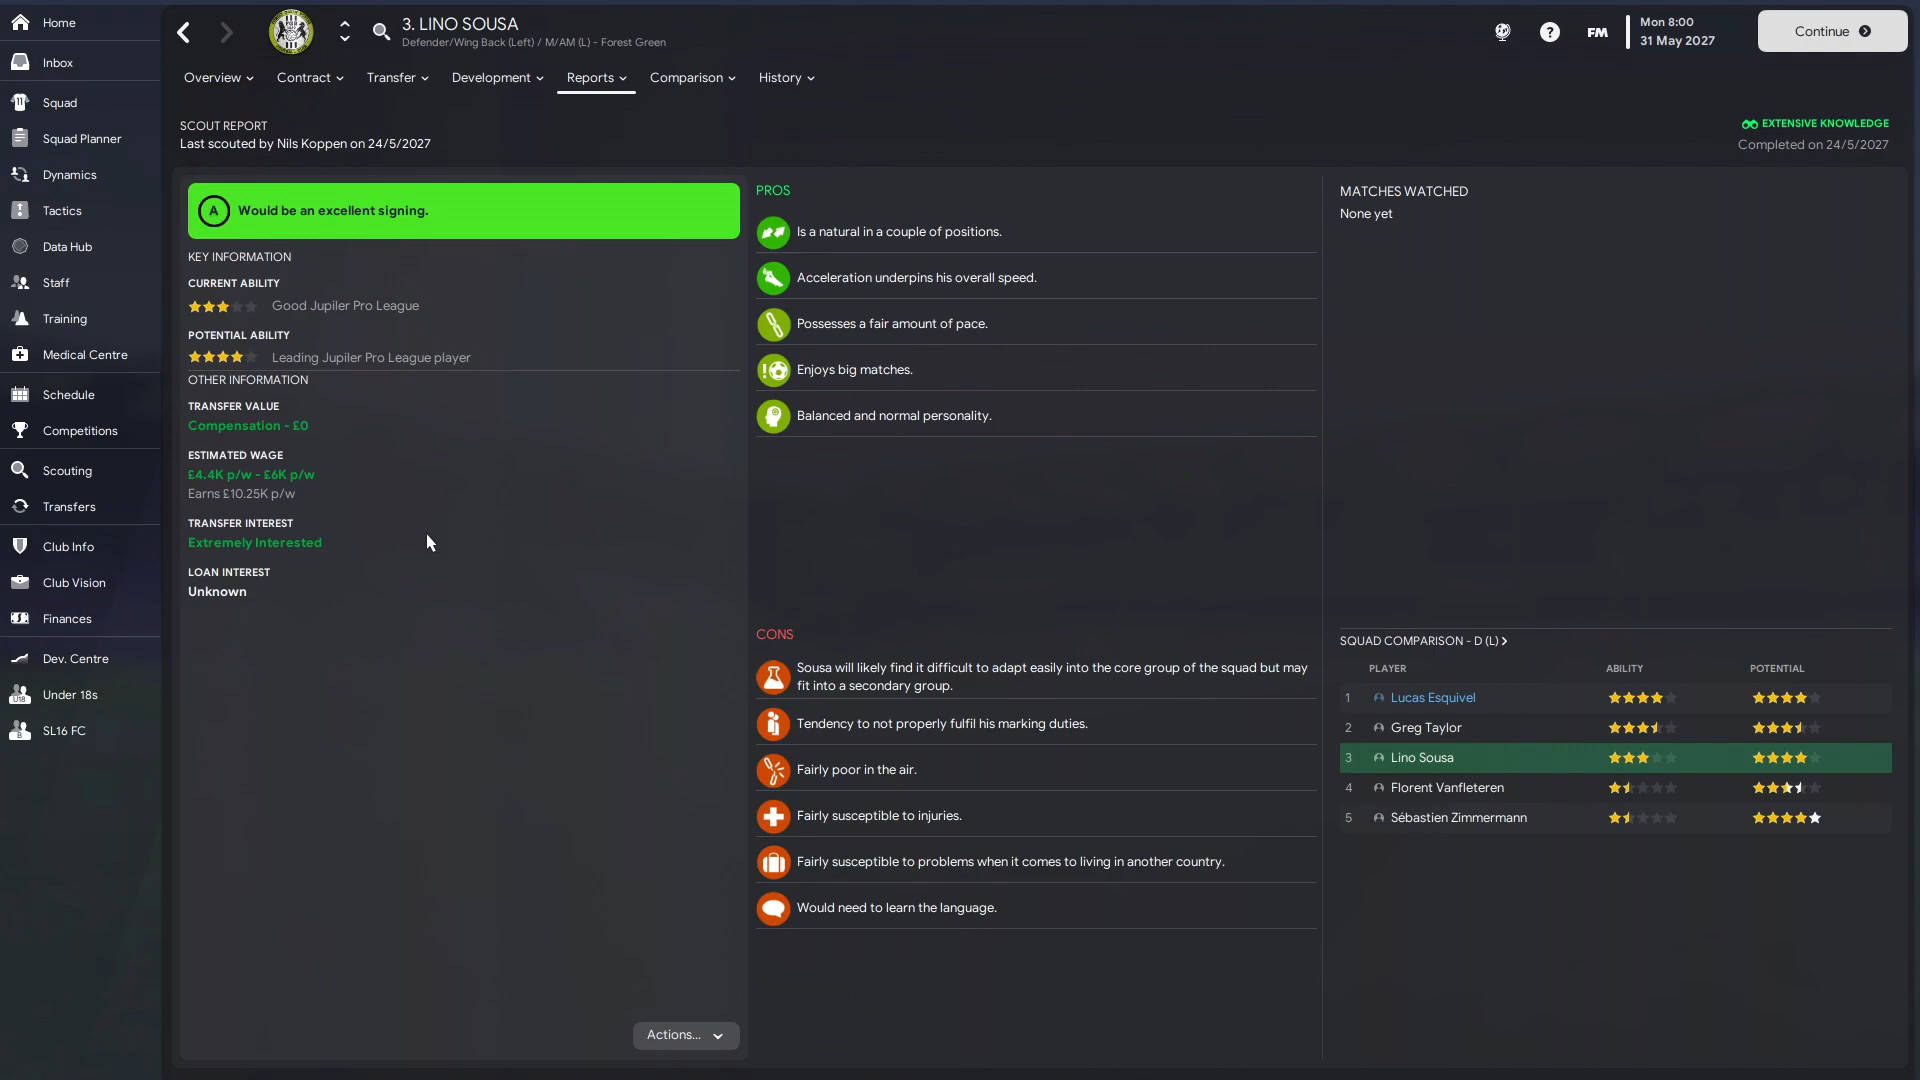 Home
Inbox
Squad
Squad Planner
Dynamics
Tactics
Data Hub
Staff
Training
Medical Centre
Schedule
Competitions
Scouting
Transfers
Club Info
Club Vision
Finances
Dev. Centre
Under 18s
SL16 FC
3. LINO SOUSA
Defender/Wing Back (Left) / M/AM (L) - Forest Green
FM
Mon 8:00
31 May 2027
Continue
Overview
Contract
Transfer
Development
Reports
Comparison
History
SCOUT REPORT
Last scouted by Nils Koppen on 24/5/2027
EXTENSIVE KNOWLEDGE
Completed on 24/5/2027
A Would be an excellent signing.
KEY INFORMATION
CURRENT ABILITY
Good Jupiler Pro League
POTENTIAL ABILITY
Leading Jupiler Pro League player
OTHER INFORMATION
TRANSFER VALUE
Compensation - £0
ESTIMATED WAGE
£4.4K p/w - £6K p/w
Earns £10.25K p/w
TRANSFER INTEREST
Extremely Interested
LOAN INTEREST
Unknown
Actions...
PROS
Is a natural in a couple of positions.
Acceleration underpins his overall speed.
Possesses a fair amount of pace.
Enjoys big matches.
Balanced and normal personality.
CONS
Sousa will likely find it difficult to adapt easily into the core group of the squad but may
fit into a secondary group.
Tendency to not properly fulfil his marking duties.
Fairly poor in the air.
Fairly susceptible to injuries.
Fairly susceptible to problems when it comes to living in another country.
Would need to learn the language.
MATCHES WATCHED
None yet
SQUAD COMPARISON - D (L)
PLAYER ABILITY POTENTIAL
1 Lucas Esquivel
2 Greg Taylor
3 Lino Sousa
4 Florent Vanfleteren
5 Sébastien Zimmermann